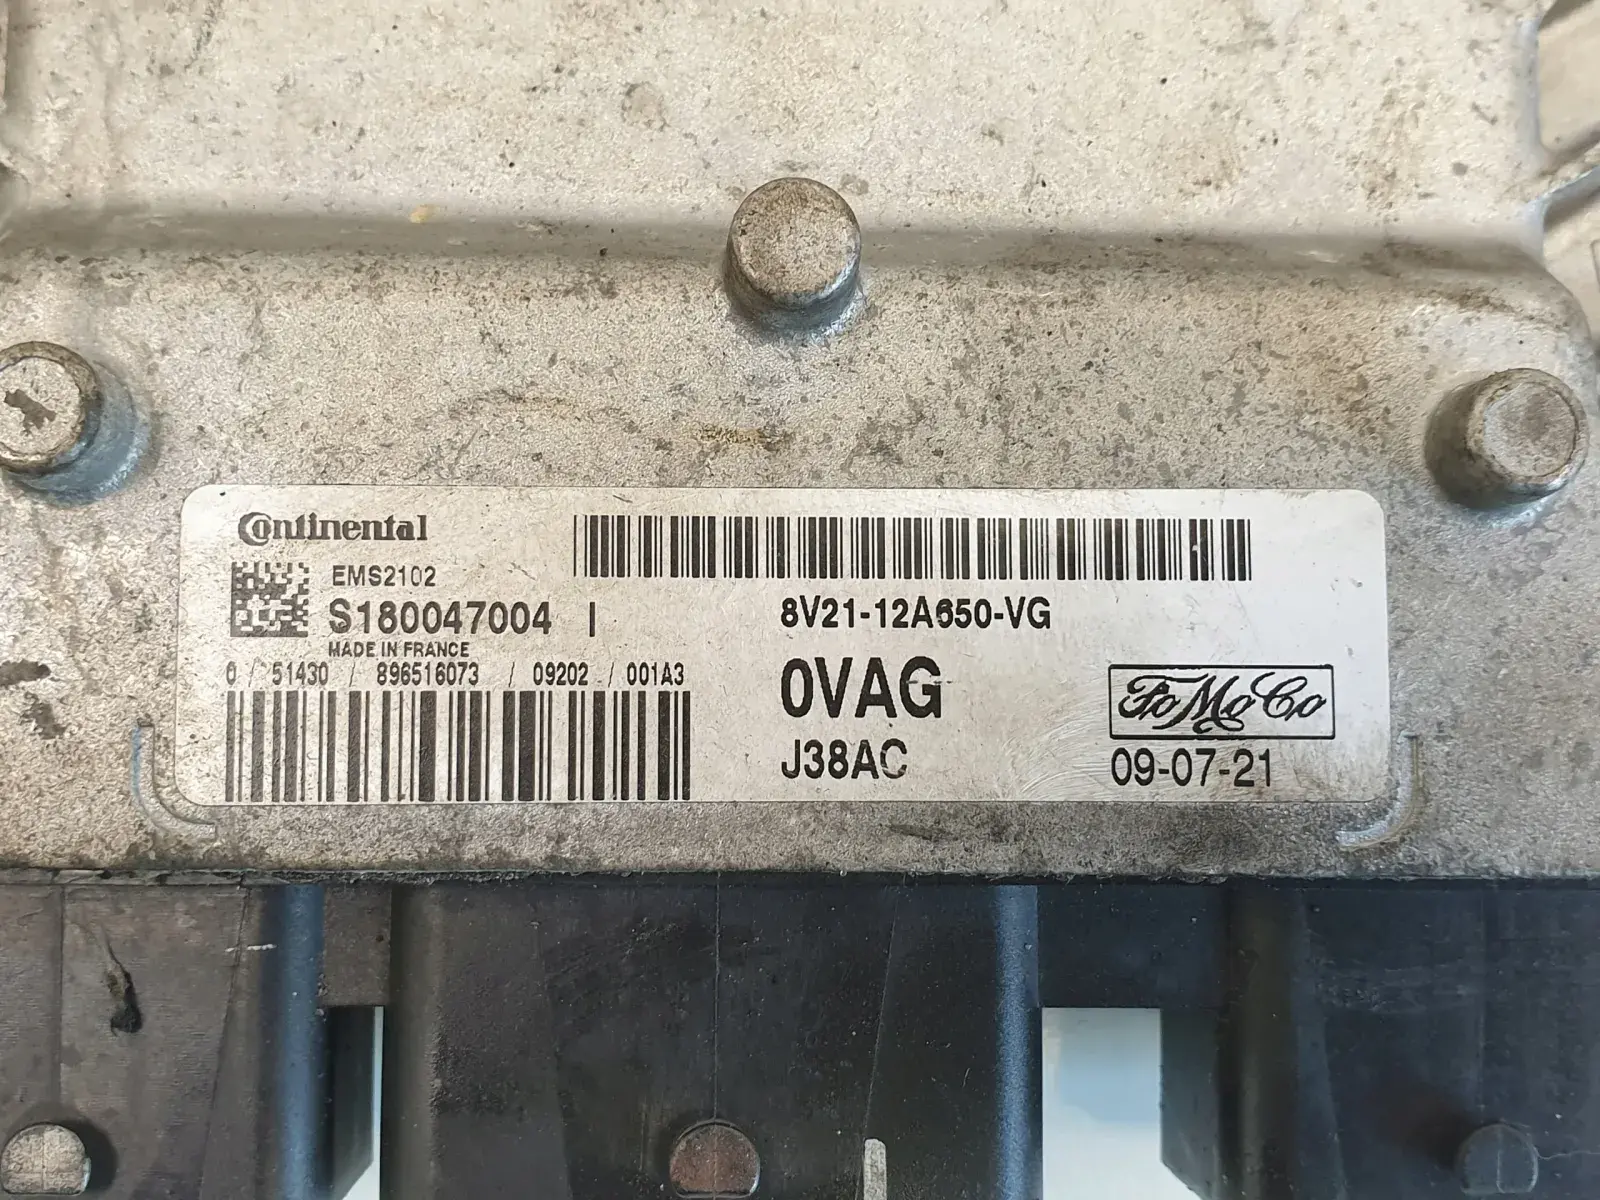 Continental
EMS2102
S180047004 I
MADE IN FRANCE
0 / 51430 / 896516073 / 09202 / 001A3
8V21-12A650-VG
0VAG
J38AC
FoMoCo
09-07-21